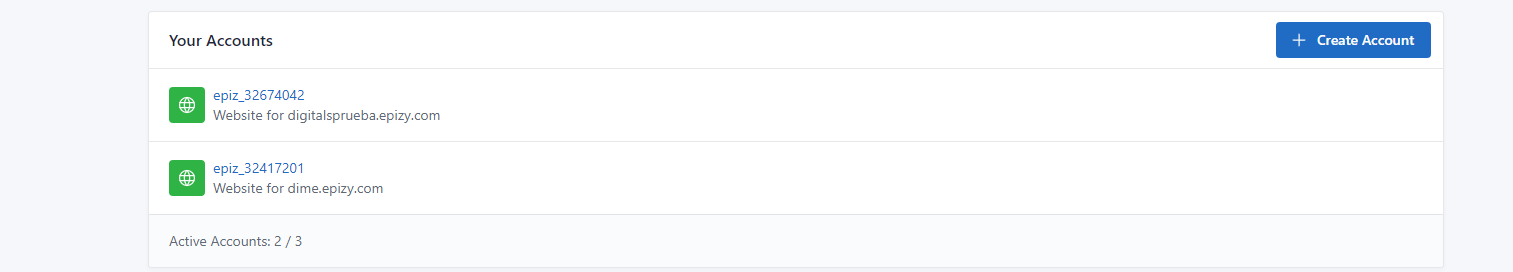 Your Accounts
Create Account
epiz_32674042
Website for digitalsprueba.epizy.com
epiz_32417201
Website for dime.epizy.com
Active Accounts: 2 / 3